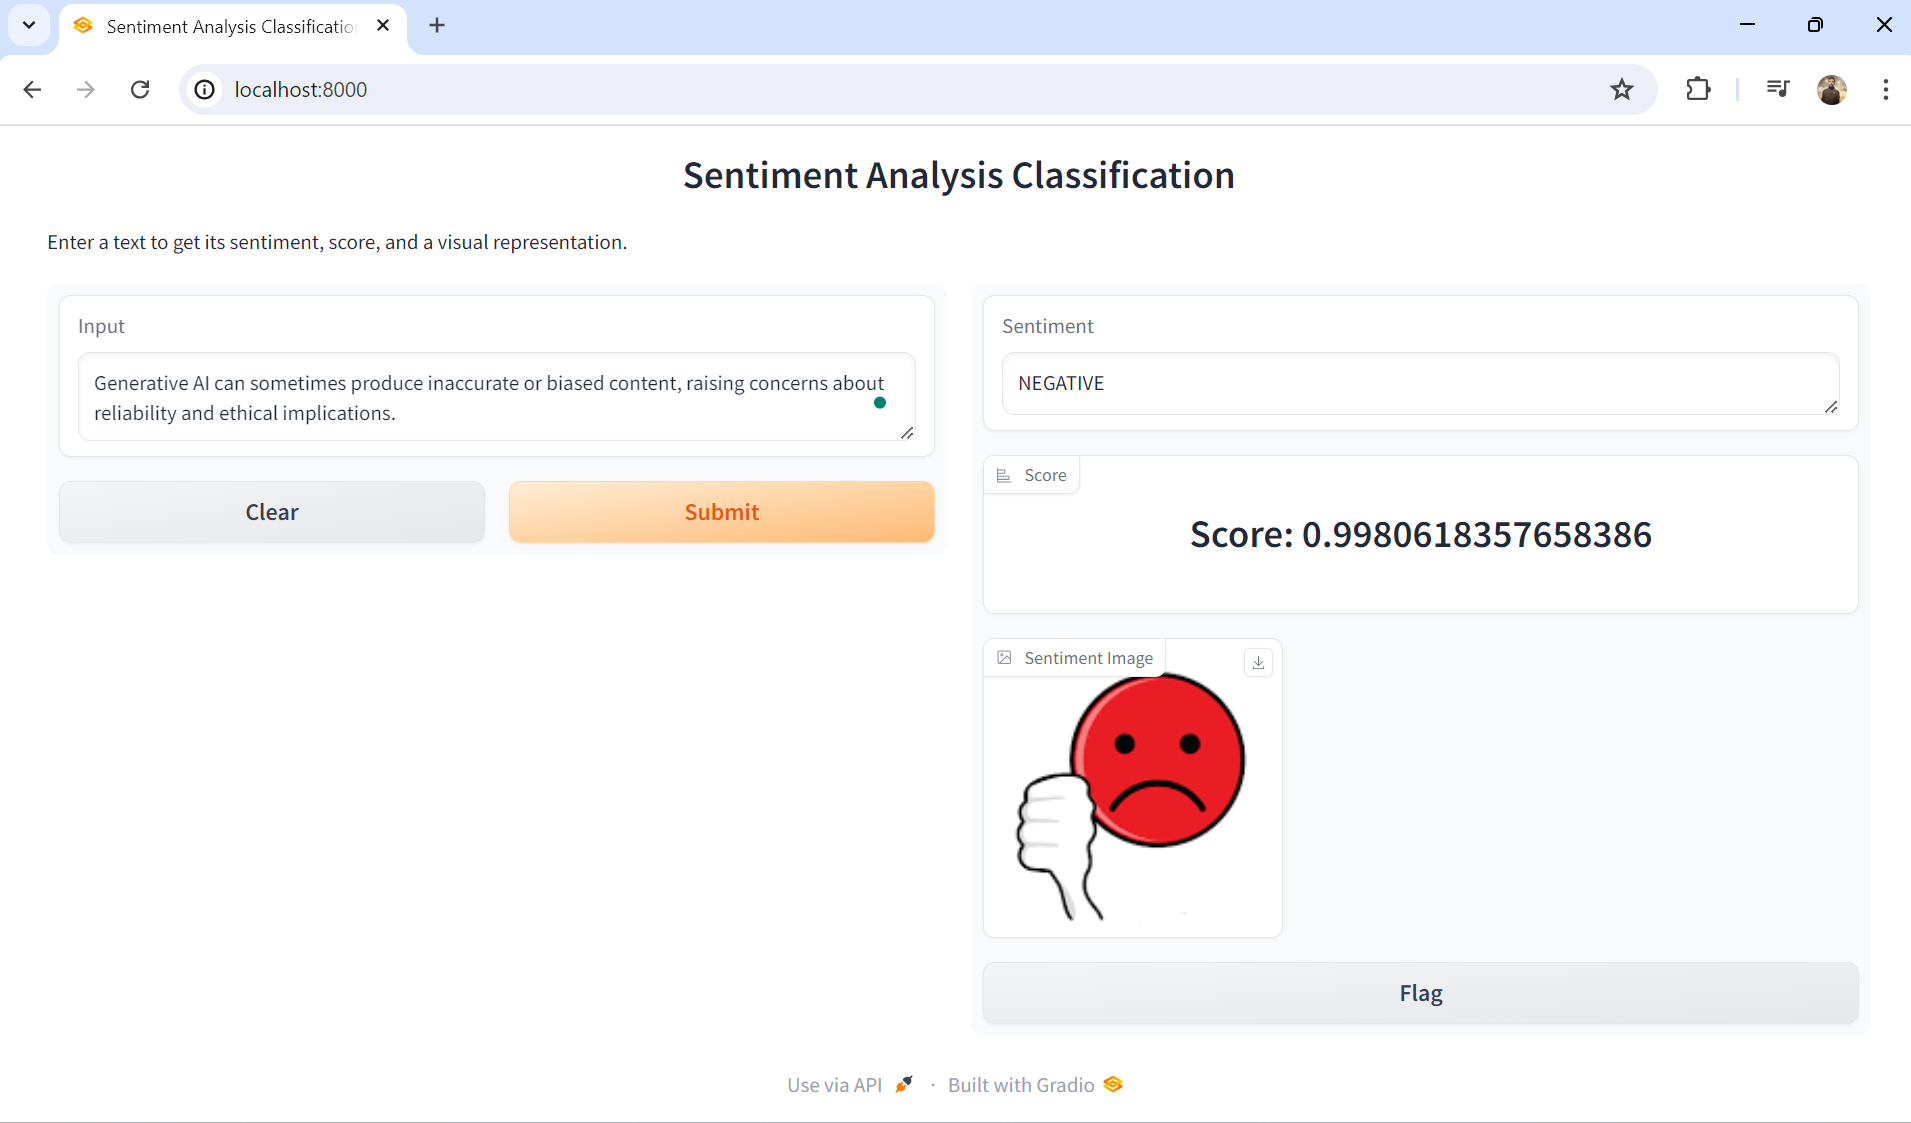 Sentiment Analysis Classificatio
localhost:8000
Sentiment Analysis Classification
Enter a text to get its sentiment, score, and a visual representation.
Input
Generative AI can sometimes produce inaccurate or biased content, raising concerns about
reliability and ethical implications.
Clear
Submit
Sentiment
NEGATIVE
Score
Score: 0.9980618357658386
Sentiment Image
Flag
Use via API · Built with Gradio